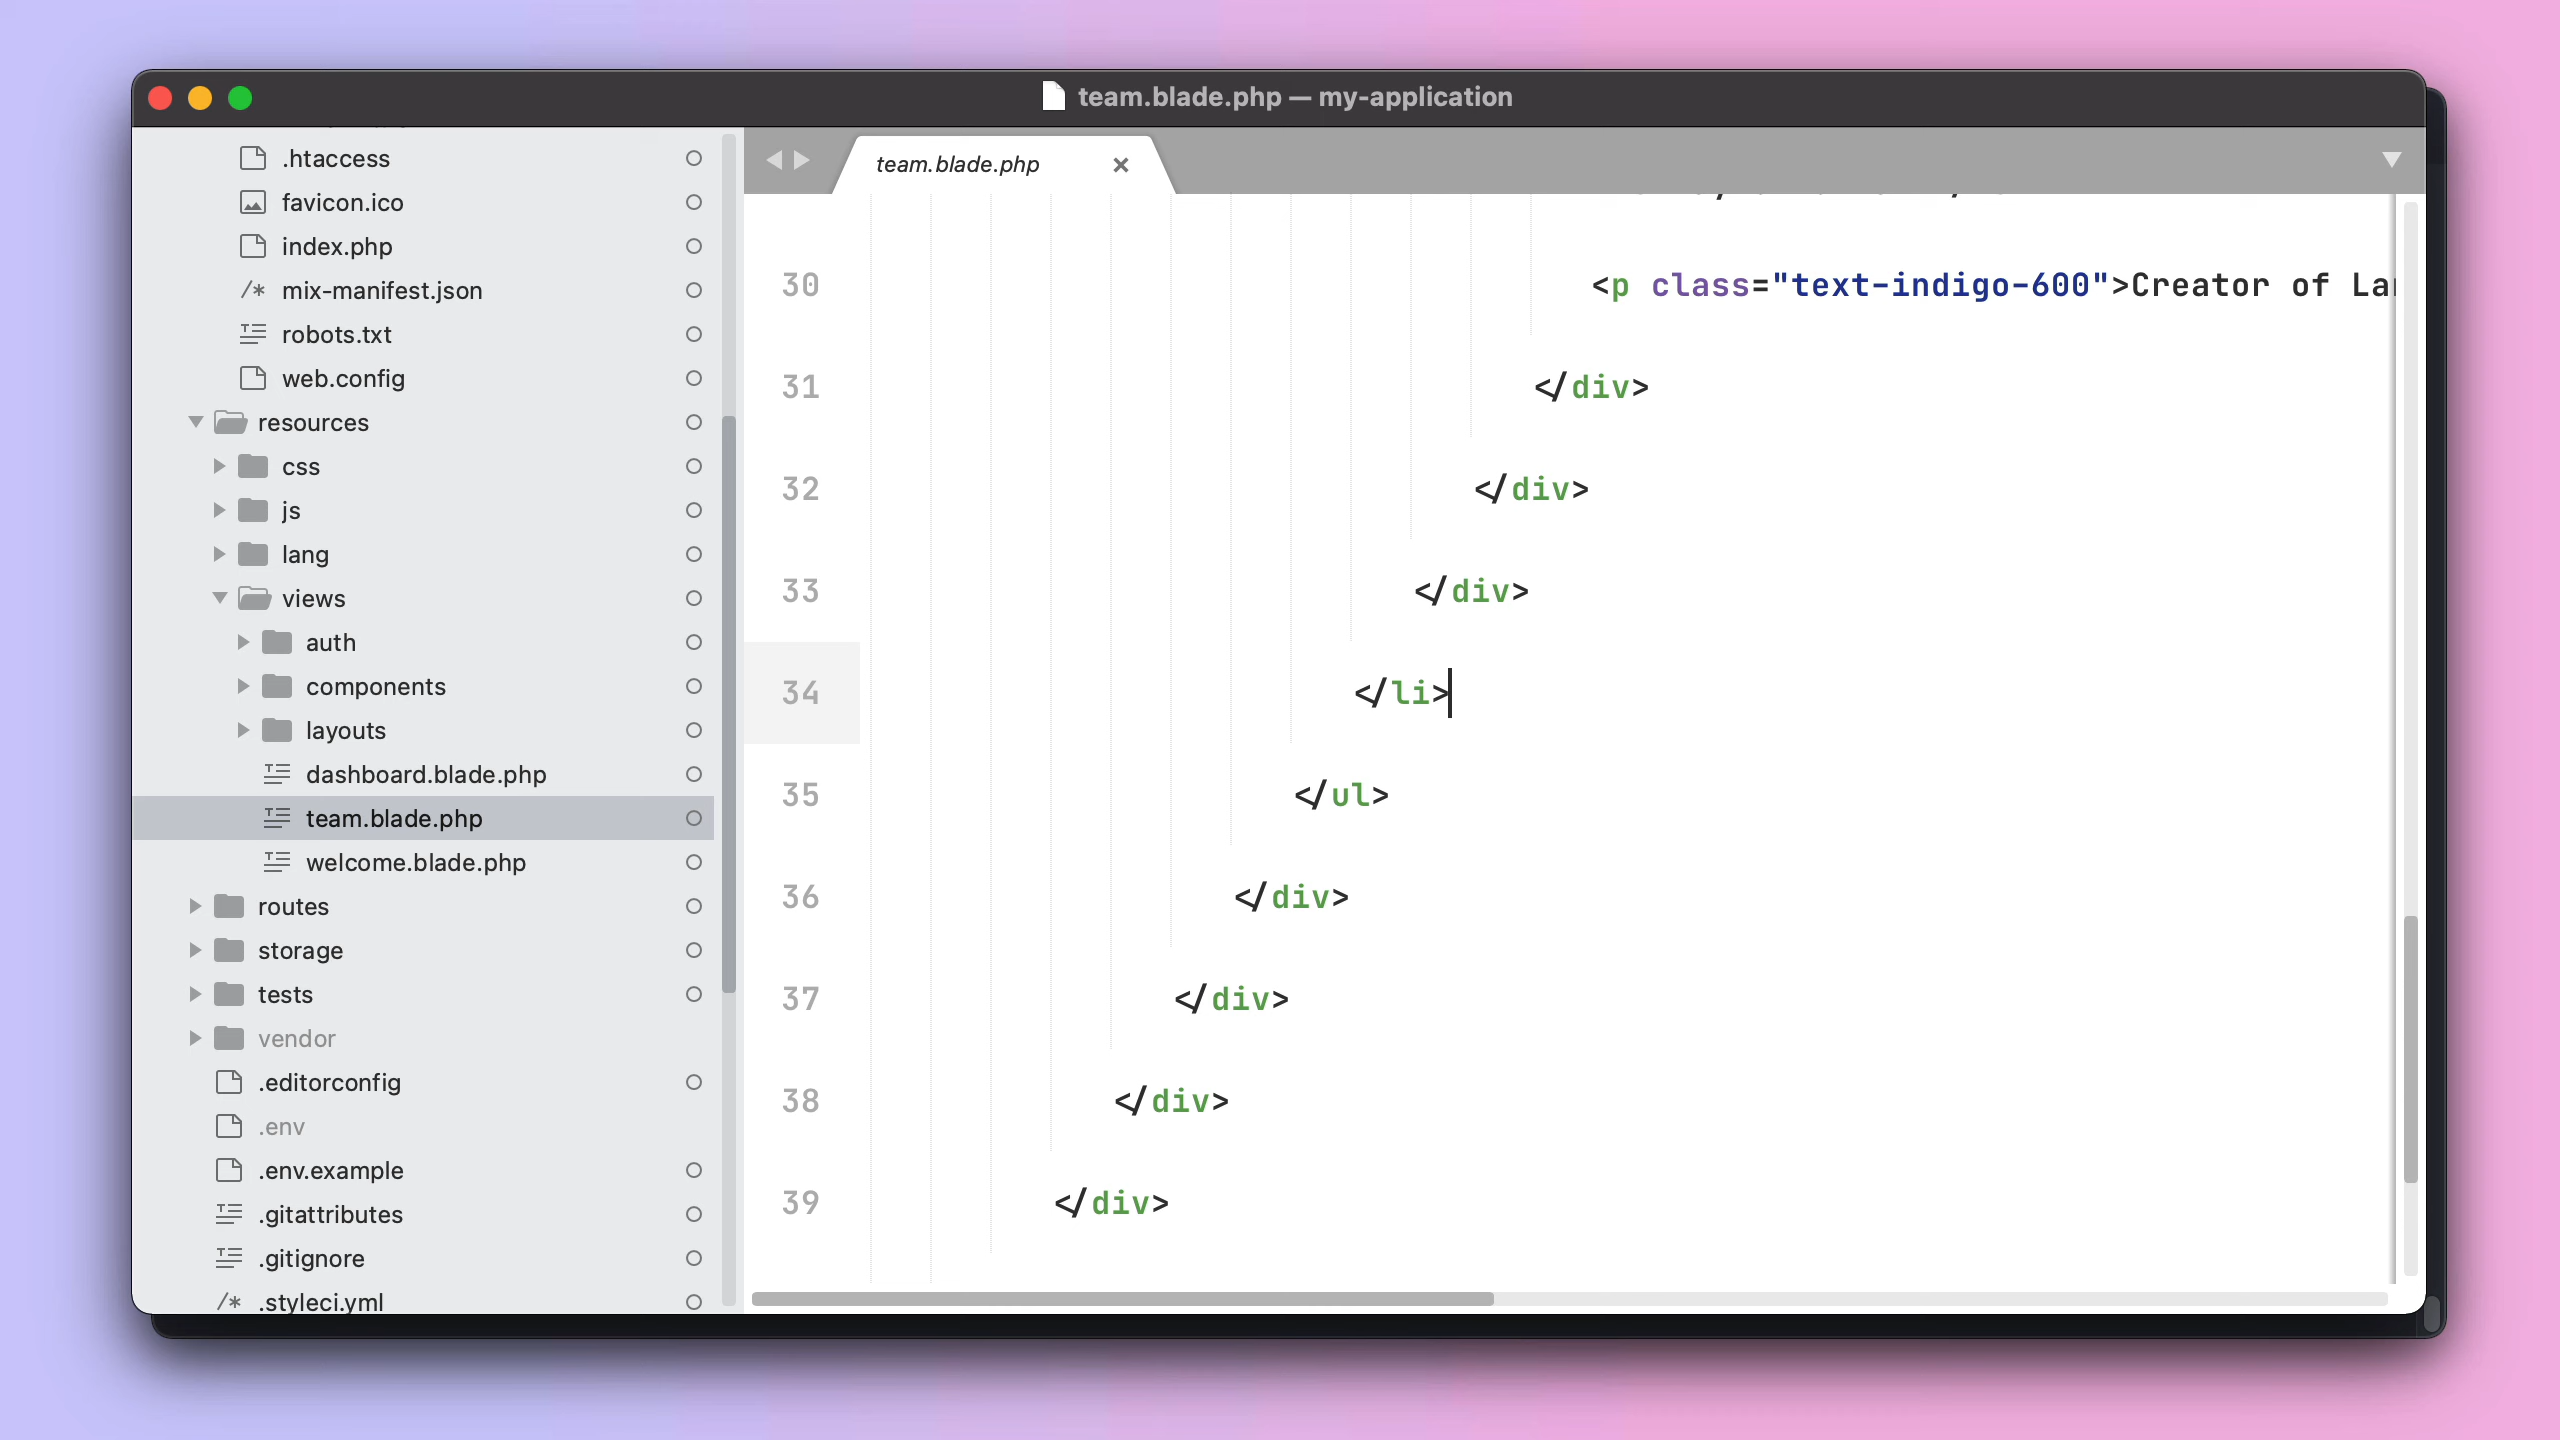 team.blade.php — my-application
.htaccess
favicon.ico
index.php
/* mix-manifest.json
robots.txt
web.config
resources
css
js
lang
views
auth
components
layouts
dashboard.blade.php
team.blade.php
welcome.blade.php
routes
storage
tests
vendor
.editorconfig
.env
.env.example
.gitattributes
.gitignore
/* .styleci.yml
team.blade.php ×
30 <p class="text-indigo-600">Creator of
31 </div>
32 </div>
33 </div>
34 </li>
35 </ul>
36 </div>
37 </div>
38 </div>
39 </div>